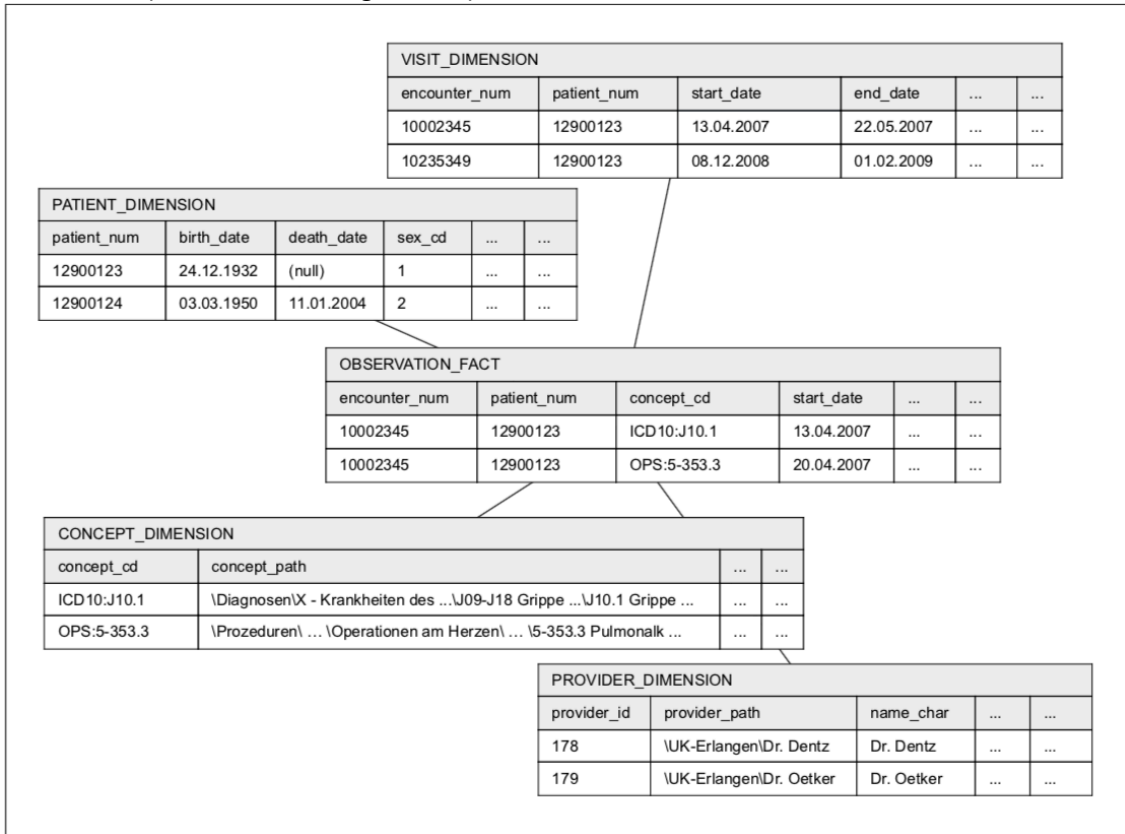 VISIT_DIMENSION
encounter_num patient_num start_date end_date ... ...
10002345 12900123 13.04.2007 22.05.2007 ... ...
10235349 12900123 08.12.2008 01.02.2009 ... ...
PATIENT_DIMENSION
patient_num birth_date death_date sex_cd ... ...
12900123 24.12.1932 (null) 1 ... ...
12900124 03.03.1950 11.01.2004 2 ... ...
OBSERVATION_FACT
encounter_num patient_num concept_cd start_date ... ...
10002345 12900123 ICD10:J10.1 13.04.2007 ... ...
10002345 12900123 OPS:5-353.3 20.04.2007 ... ...
CONCEPT_DIMENSION
concept_cd concept_path ... ...
ICD10:J10.1 \Diagnosen\X - Krankheiten des ...\J09-J18 Grippe ...\J10.1 Grippe ... ... ...
OPS:5-353.3 \Prozeduren\ ... \Operationen am Herzen\ ... \5-353.3 Pulmonalk ... ... ...
PROVIDER_DIMENSION
provider_id provider_path name_char ... ...
178 \UK-Erlangen\Dr. Dentz Dr. Dentz ... ...
179 \UK-Erlangen\Dr. Oetker Dr. Oetker ... ...